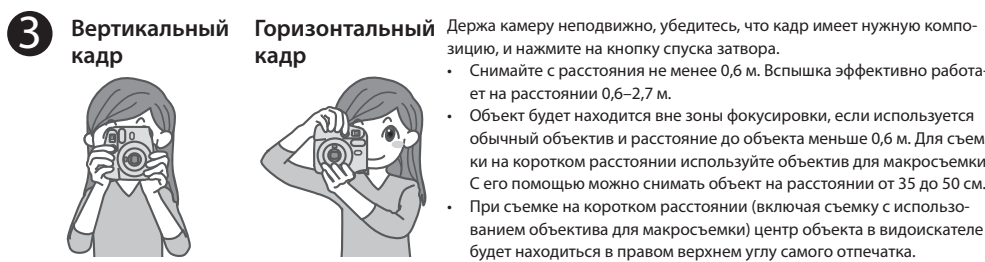 3
Вертикальный
кадр
Горизонтальный
кадр
Держа камеру неподвижно, убедитесь, что кадр имеет нужную компо-
зицию, и нажмите на кнопку спуска затвора.
• Снимайте с расстояния не менее 0,6 м. Вспышка эффективно работа-
ет на расстоянии 0,6–2,7 м.
• Объект будет находится вне зоны фокусировки, если используется
обычный объектив и расстояние до объекта меньше 0,6 м. Для съем
ки на коротком расстоянии используйте объектив для макросъемки
С его помощью можно снимать объект на расстоянии от 35 до 50 см.
• При съемке на коротком расстоянии (включая съемку с использо-
ванием объектива для макросъемки) центр объекта в видоискателе
будет находиться в правом верхнем углу самого отпечатка.